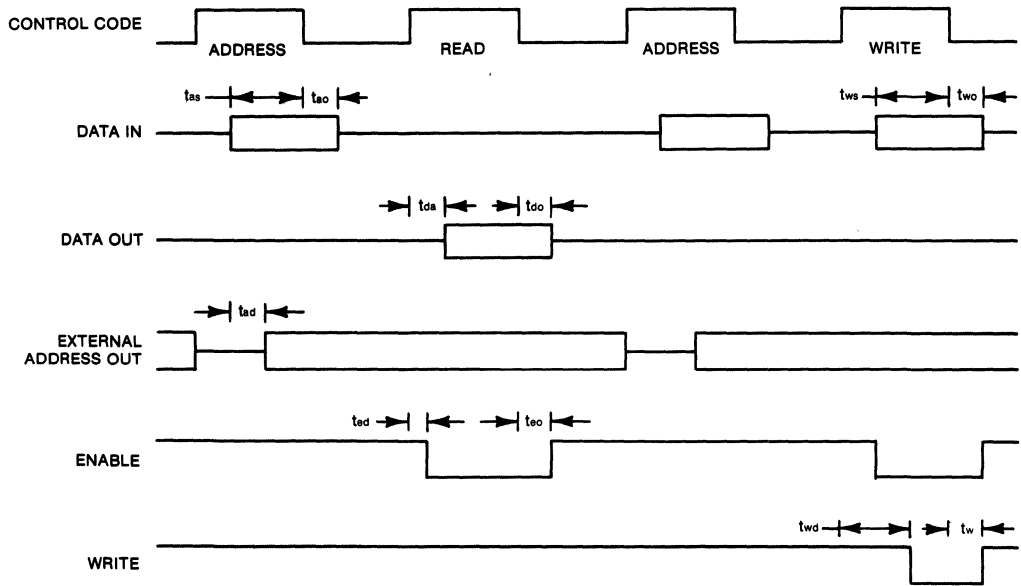 CONTROL CODE
ADDRESS READ ADDRESS WRITE
tas tao tws two
DATA IN
tda tdo
DATA OUT
tad
EXTERNAL
ADDRESS OUT
ted teo
ENABLE
twd tw
WRITE